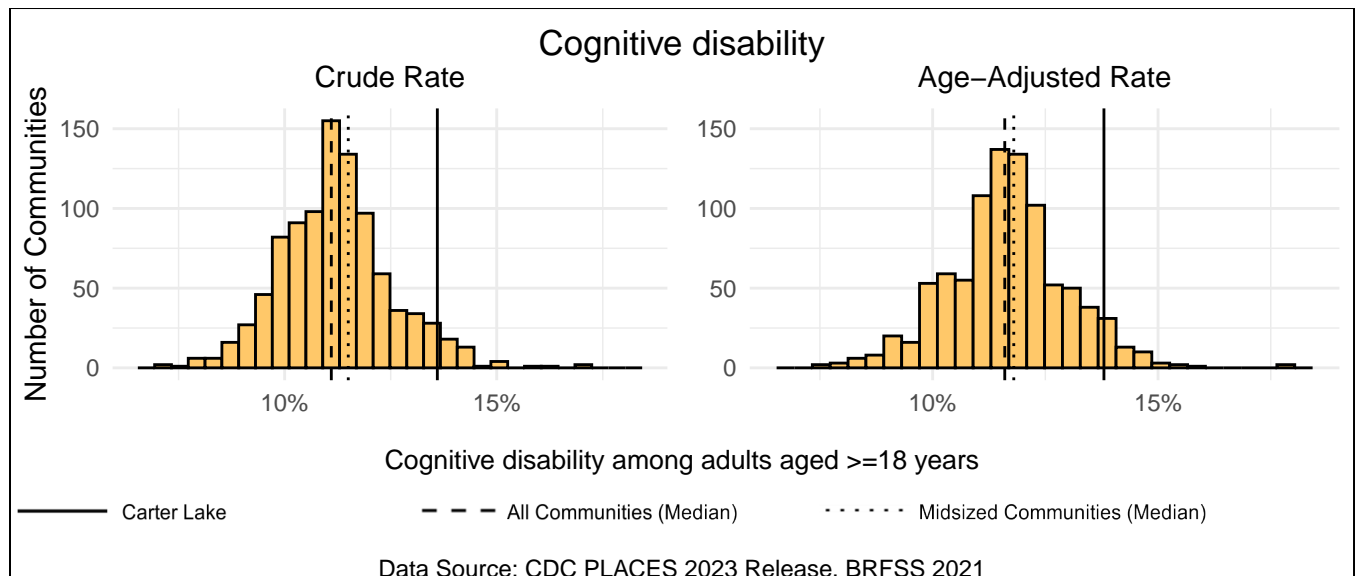 Cognitive disability
Crude Rate
Age−Adjusted Rate
Number of Communities
150
100
50
0
10%
15%
150
100
50
0
10%
15%
Cognitive disability among adults aged >=18 years
Carter Lake
All Communities (Median)
Midsized Communities (Median)
Data Source: CDC PLACES 2023 Release, BRFSS 2021